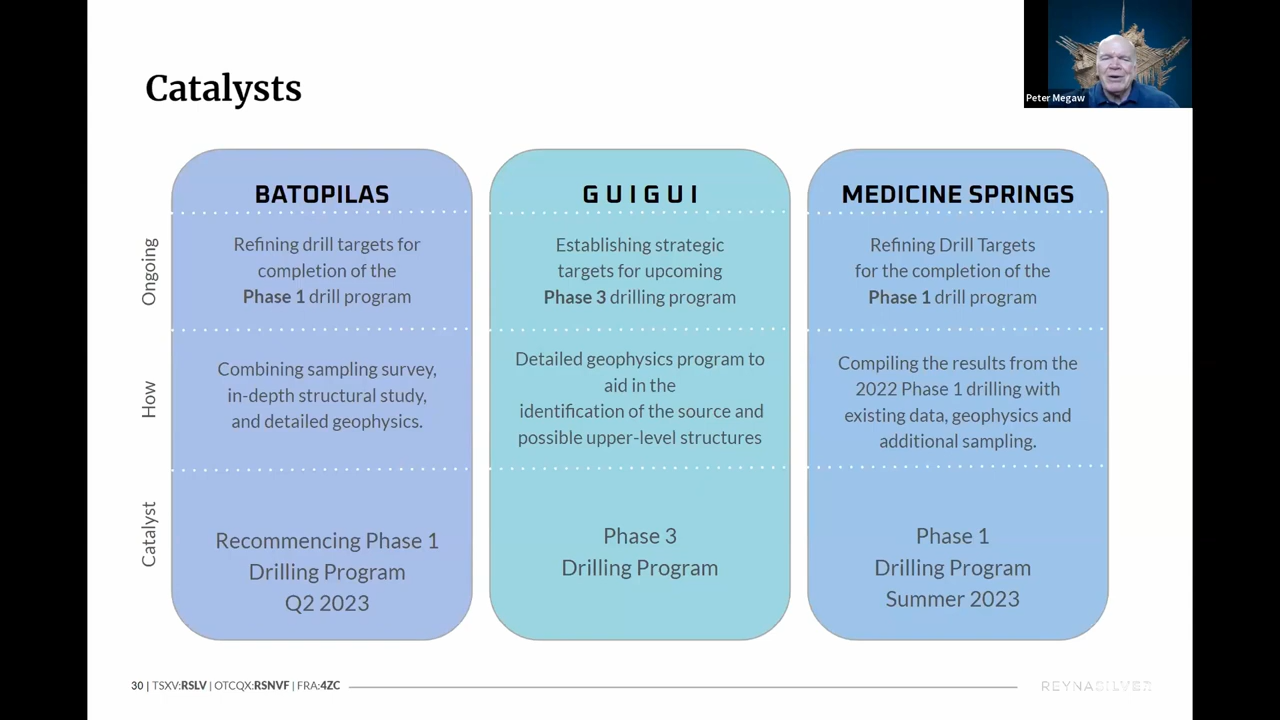 Catalysts
Peter Megaw
BATOPILAS
Ongoing
Refining drill targets for
completion of the
Phase 1 drill program
How
Combining sampling survey,
in-depth structural study,
and detailed geophysics.
Catalyst
Recommencing Phase 1
Drilling Program
Q2 2023
GUIGUI
Establishing strategic
targets for upcoming
Phase 3 drilling program
Detailed geophysics program to
aid in the
identification of the source and
possible upper-level structures
Phase 3
Drilling Program
MEDICINE SPRINGS
Refining Drill Targets
for the completion of the
Phase 1 drill program
Compiling the results from the
2022 Phase 1 drilling with
existing data, geophysics and
additional sampling.
Phase 1
Drilling Program
Summer 2023
30 | TSXV:RSLV | OTCQX:RSNVF | FRA:4ZC
REYNASILVER